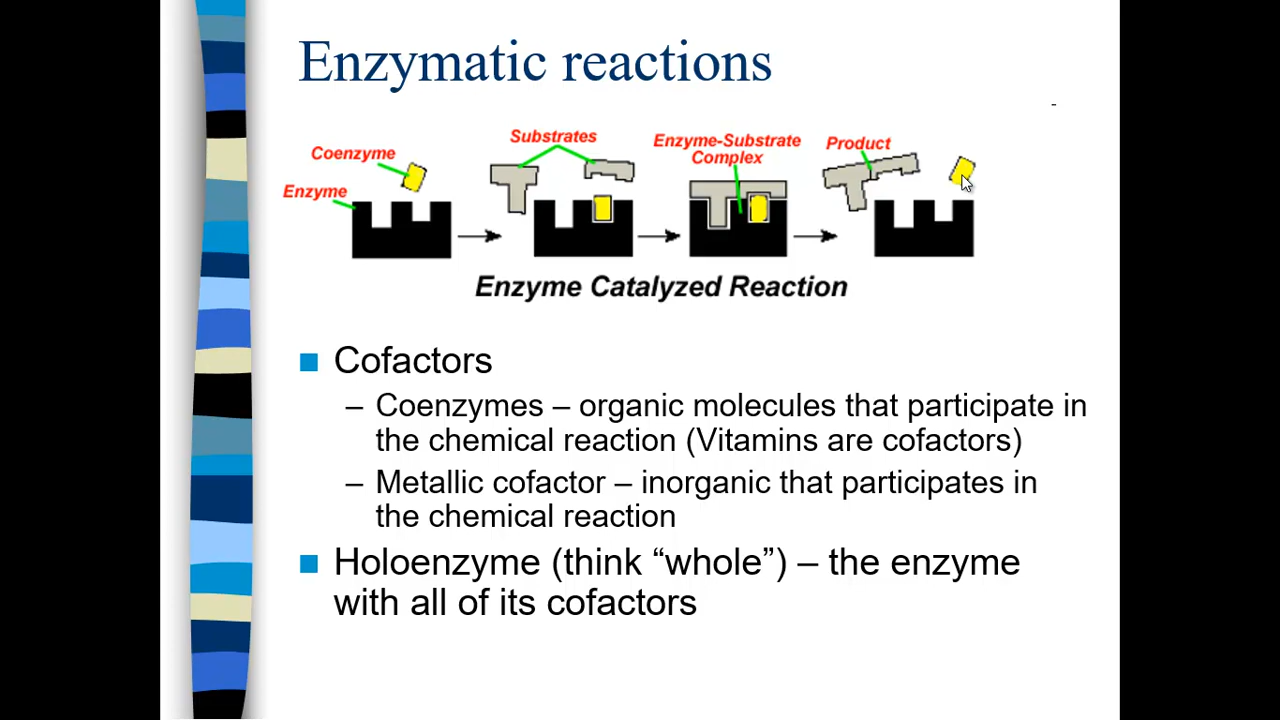 Enzymatic reactions
Substrates
Enzyme-Substrate
Complex
Product
Coenzyme
Enzyme
Enzyme Catalyzed Reaction
Cofactors
– Coenzymes – organic molecules that participate in
the chemical reaction (Vitamins are cofactors)
– Metallic cofactor – inorganic that participates in
the chemical reaction
Holoenzyme (think “whole”) – the enzyme
with all of its cofactors